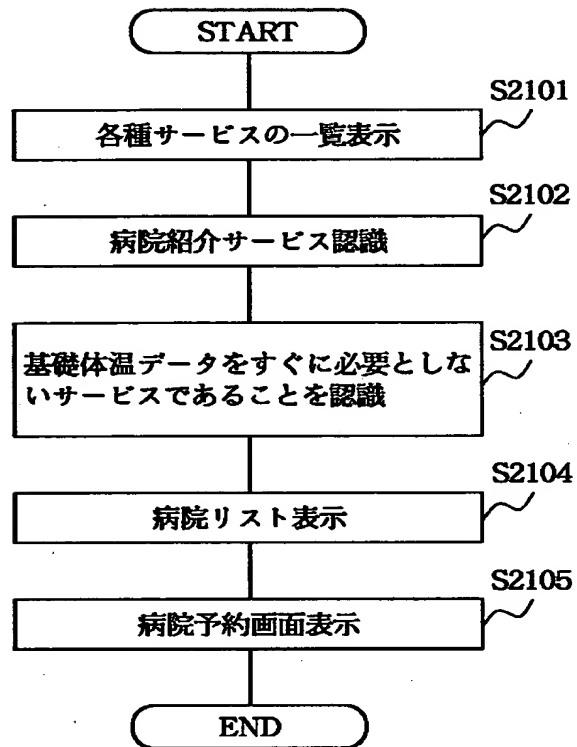 START
S2101
各種サービスの一覧表示
S2102
病院紹介サービス認識
S2103
基礎体温データをすぐに必要としな
いサービスであることを認識
S2104
病院リスト表示
S2105
病院予約画面表示
END